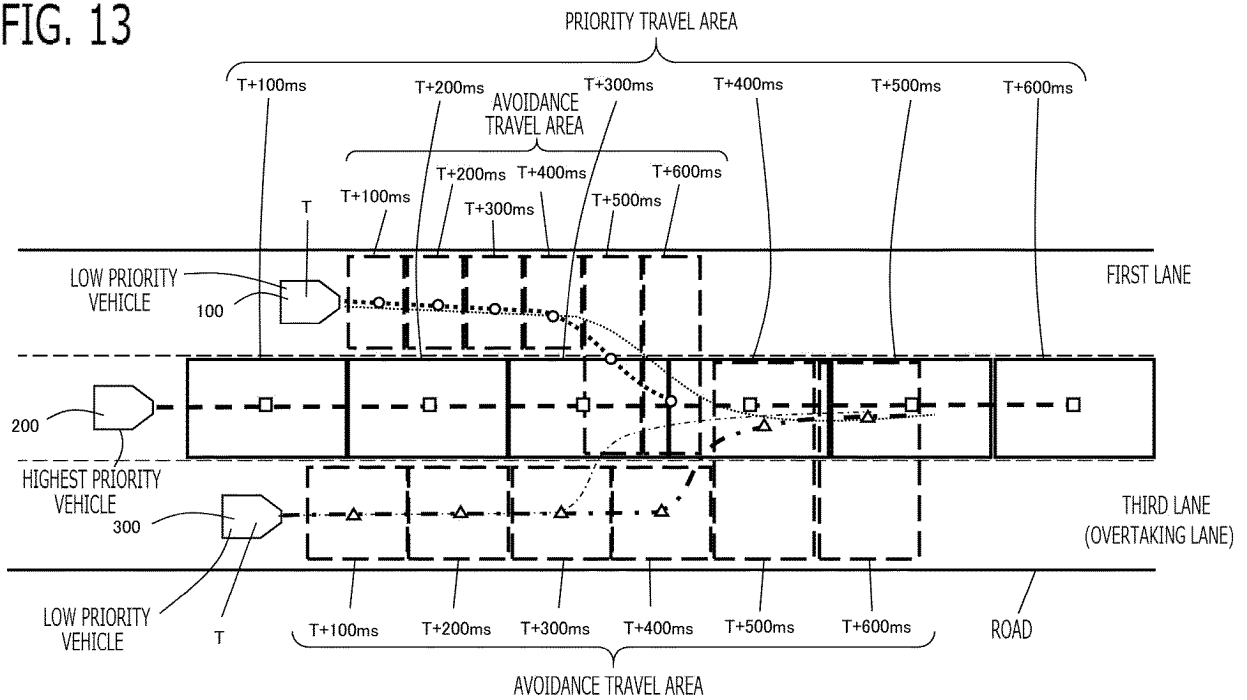 FIG. 13
PRIORITY TRAVEL AREA
T+100ms
T+200ms
T+300ms
T+400ms
T+500ms
T+600ms
AVOIDANCE
TRAVEL AREA
T+100ms
T+200ms
T+300ms
T+400ms
T+500ms
T+600ms
T
LOW PRIORITY
VEHICLE
100
FIRST LANE
200
HIGHEST PRIORITY
VEHICLE
300
THIRD LANE
(OVERTAKING LANE)
LOW PRIORITY
VEHICLE
T
T+100ms
T+200ms
T+300ms
T+400ms
T+500ms
T+600ms
ROAD
AVOIDANCE TRAVEL AREA